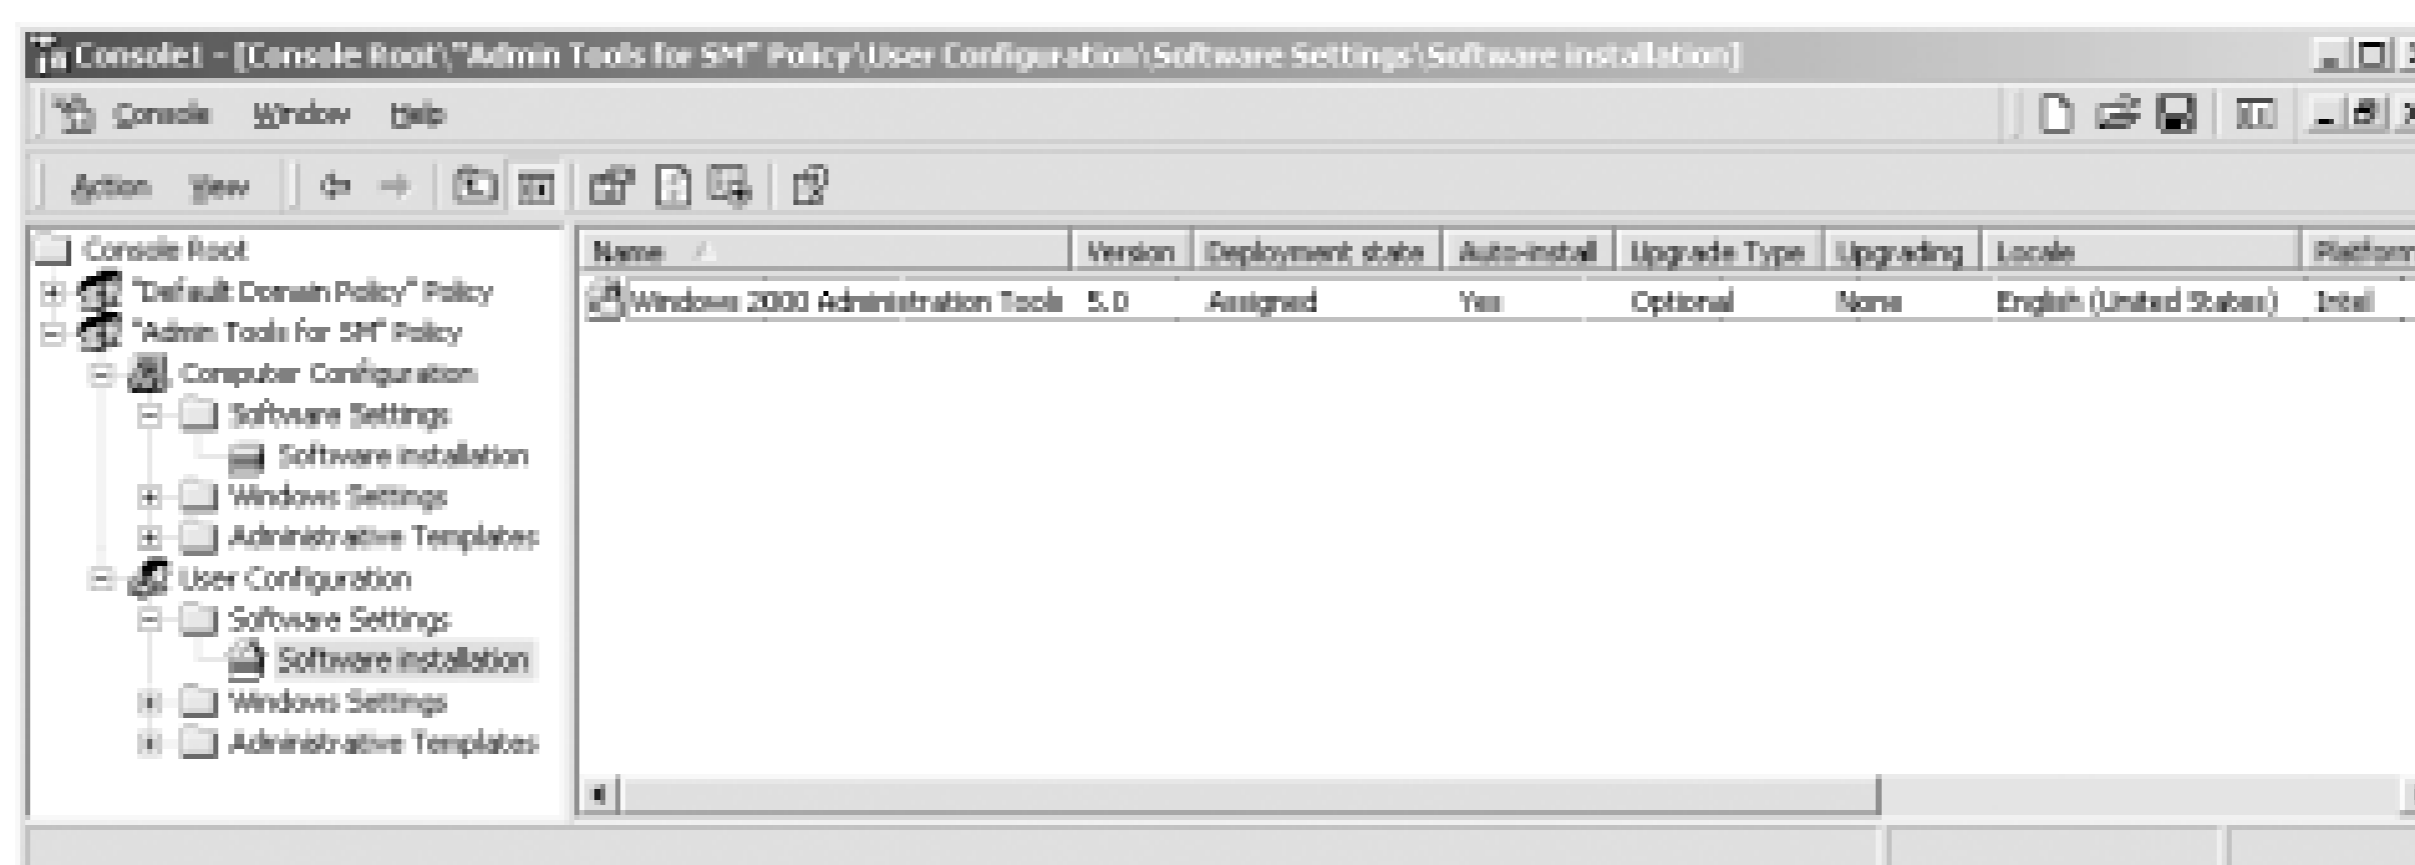 Console1 - [Console Root\"Admin Tools for SM" Policy\User Configuration\Software Settings\Software installation]
Console Window Help
Action View
Console Root
"Default Domain Policy" Policy
"Admin Tools for SM" Policy
Computer Configuration
Software Settings
Software installation
Windows Settings
Administrative Templates
User Configuration
Software Settings
Software installation
Windows Settings
Administrative Templates
Name Version Deployment state Auto-install Upgrade Type Upgrading Locale Platform
Windows 2000 Administration Tools 5.0 Assigned Yes Optional None English (United States) Intel